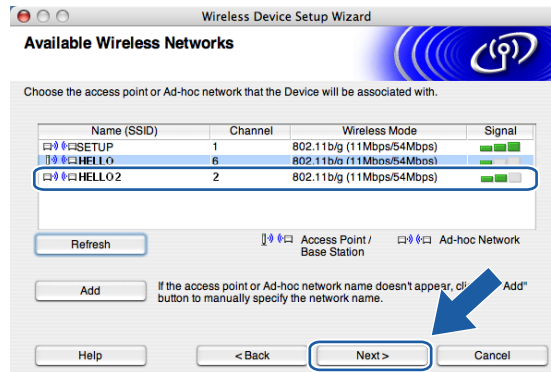 Wireless Device Setup Wizard
Available Wireless Networks
Choose the access point or Ad-hoc network that the Device will be associated with.
Name (SSID) Channel Wireless Mode Signal
SETUP 1 802.11b/g (11Mbps/54Mbps)
HELLO 6 802.11b/g (11Mbps/54Mbps)
HELLO2 2 802.11b/g (11Mbps/54Mbps)
Refresh Access Point / Ad-hoc Network
Base Station
Add If the access point or Ad-hoc network name doesn't appear, Add"
button to manually specify the network name.
Help < Back Next > Cancel